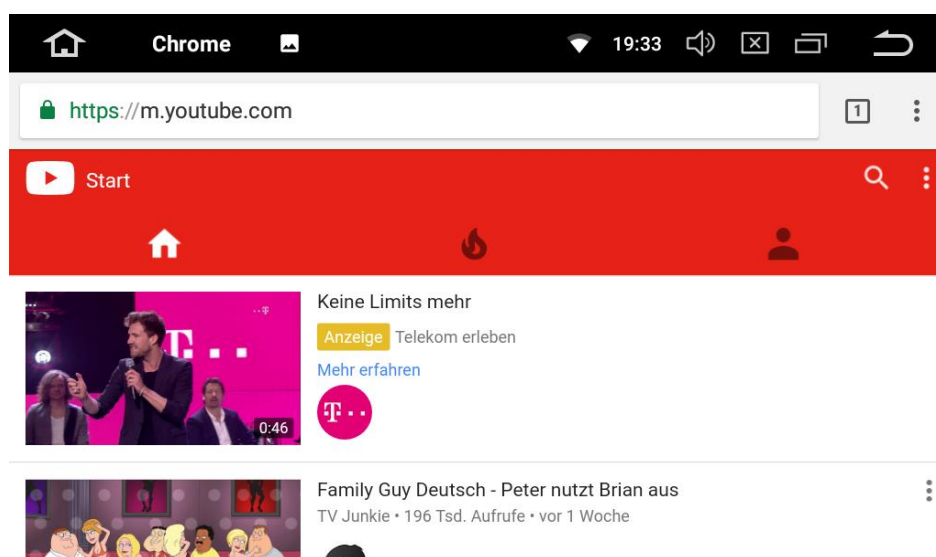 Chrome
19:33
https://m.youtube.com
1
Start
Keine Limits mehr
Anzeige Telekom erleben
Mehr erfahren
T
T
0:46
Family Guy Deutsch - Peter nutzt Brian aus
TV Junkie • 196 Tsd. Aufrufe • vor 1 Woche